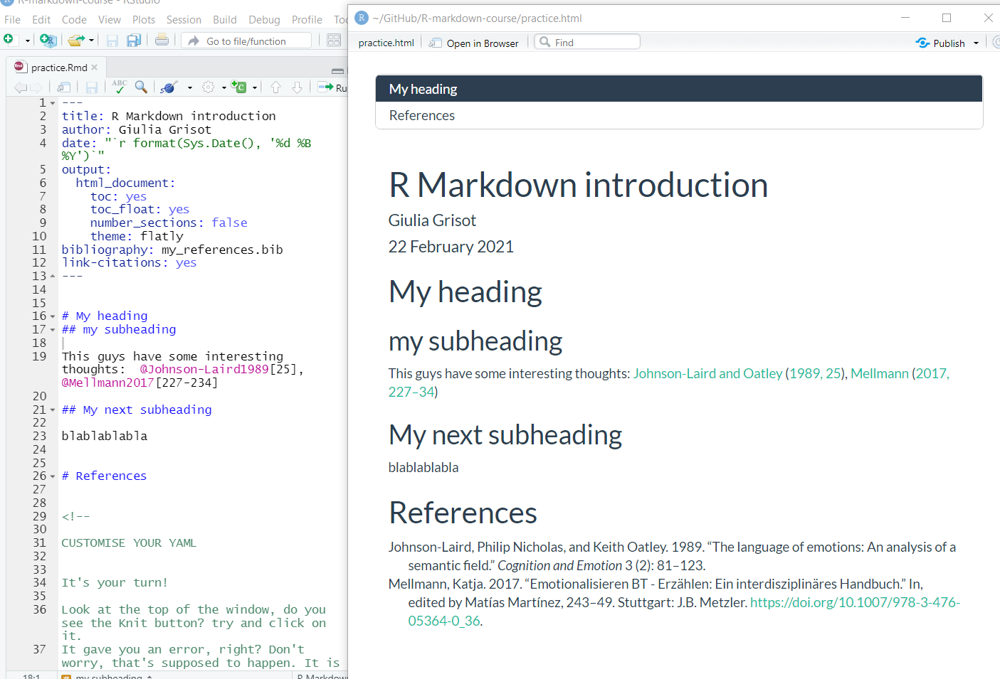 R-markdown-course - RStudio
File Edit Code View Plots Session Build Debug Profile
Go to file/function
practice.Rmd
ABC
Ru
1 ---
2 title: R Markdown introduction
3 author: Giulia Grisot
4 date: "`r format(Sys.Date(), '%d %B
%Y')`"
5 output:
6 html_document:
7 toc: yes
8 toc_float: yes
9 number_sections: false
10 theme: flatly
11 bibliography: my_references.bib
12 link-citations: yes
13 ---
14
15
16 # My heading
17 ## my subheading
18
19 This guys have some interesting
thoughts:  @Johnson-Laird1989[25],
@Mellmann2017[227-234]
20
21 ## My next subheading
22
23 blablablabla
24
25
26 # References
27
28
29 <!--
30
31 CUSTOMISE YOUR YAML
32
33
34 It's your turn!
35
36 Look at the top of the window, do you
see the Knit button? try and click on
it.
37 It gave you an error, right? Don't
worry, that's supposed to happen. It is
18:1 my subheading R Markdown
~/GitHub/R-markdown-course/practice.html
practice.html Open in Browser Find Publish
My heading
References
R Markdown introduction
Giulia Grisot
22 February 2021
My heading
my subheading
This guys have some interesting thoughts: Johnson-Laird and Oatley (1989, 25), Mellmann (2017,
227–34)
My next subheading
blablablabla
References
Johnson-Laird, Philip Nicholas, and Keith Oatley. 1989. “The language of emotions: An analysis of a
semantic field.” Cognition and Emotion 3 (2): 81–123.
Mellmann, Katja. 2017. “Emotionalisieren BT - Erzählen: Ein interdisziplinäres Handbuch.” In,
edited by Matías Martínez, 243–49. Stuttgart: J.B. Metzler. https://doi.org/10.1007/978-3-476-
05364-0_36.